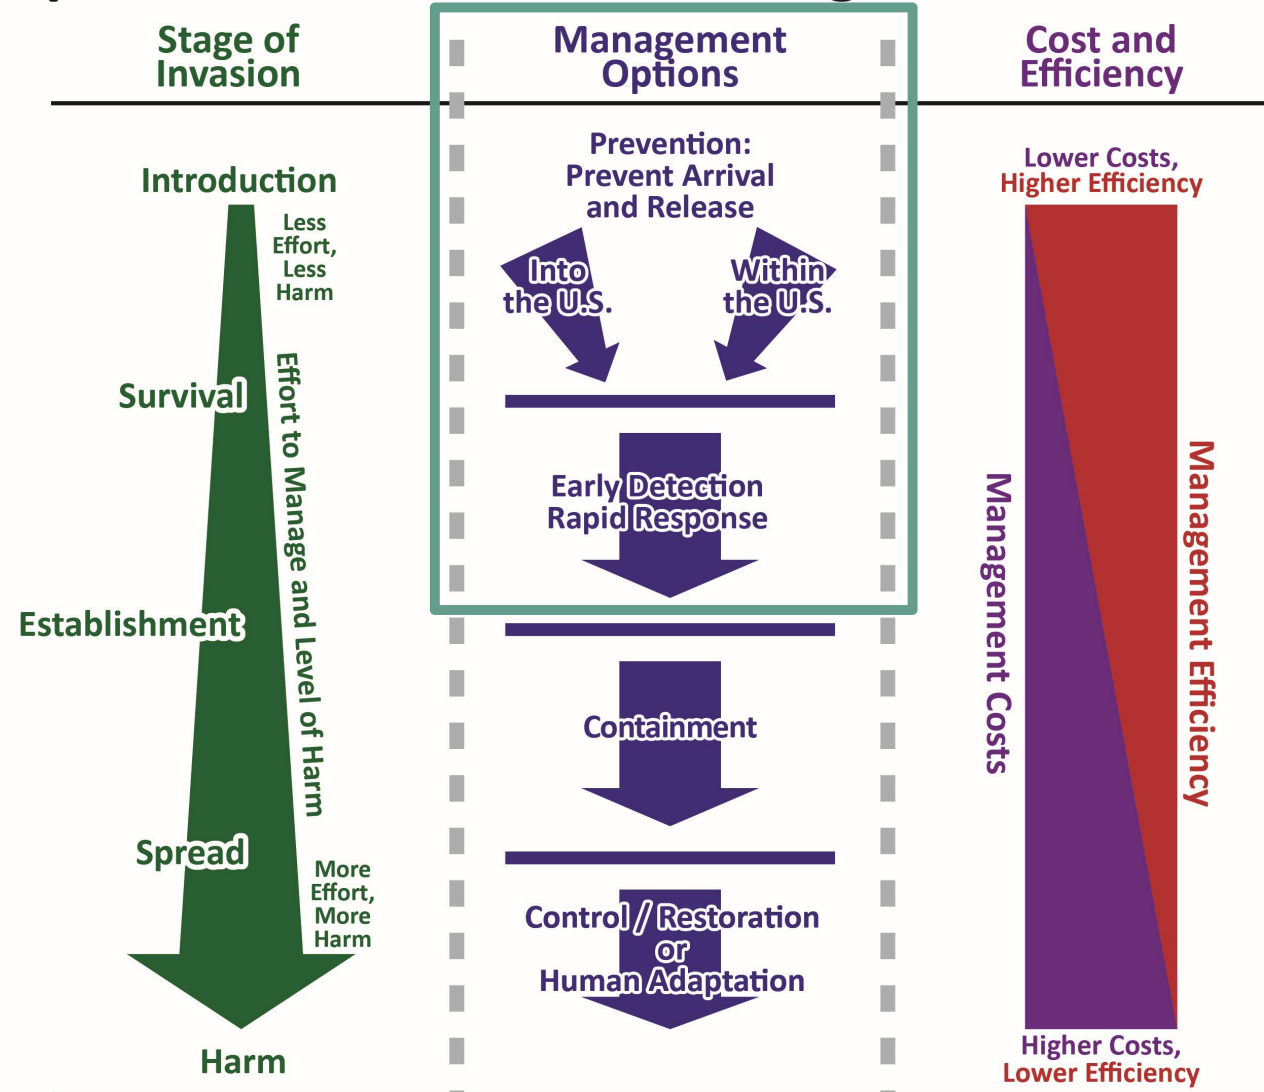 Stage of
Invasion
Management
Options
Cost and
Efficiency
Introduction
Less
Effort,
Less
Harm
Survival
Effort to Manage and Level of Harm
Establishment
Spread
More
Effort,
More
Harm
Harm
Prevention:
Prevent Arrival
and Release
Into
the U.S.
Within
the U.S.
Early Detection
Rapid Response
Containment
Control / Restoration
or
Human Adaptation
Lower Costs,
Higher Efficiency
Management Costs
Management Efficiency
Higher Costs,
Lower Efficiency